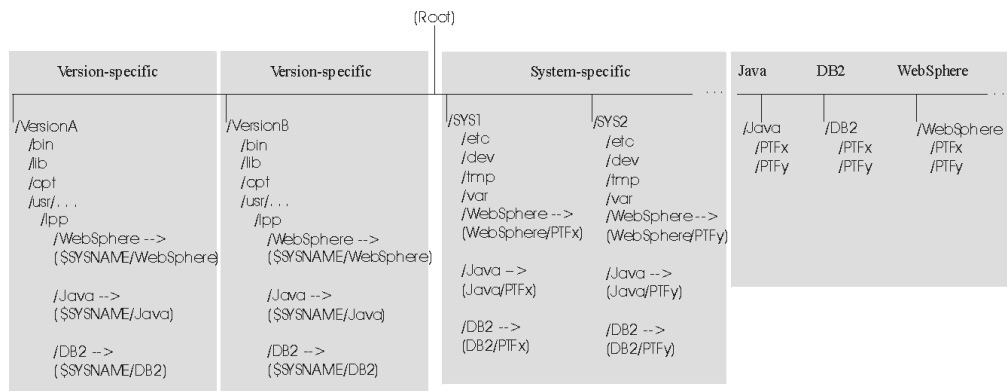 (Root)
Version-specific
/VersionA
/bin
/lib
/opt
/usr/. . .
/lpp
/WebSphere -->
($SYSNAME/WebSphere)
/Java -->
($SYSNAME/Java)
/DB2 -->
($SYSNAME/DB2)
Version-specific
/VersionB
/bin
/lib
/opt
/usr/. . .
/lpp
/WebSphere -->
($SYSNAME/WebSphere)
/Java -->
($SYSNAME/Java)
/DB2 -->
($SYSNAME/DB2)
System-specific
/SYS1
/etc
/dev
/tmp
/var
/WebSphere -->
(WebSphere/PTFx)
/Java ->
(Java/PTFx)
/DB2 -->
(DB2/PTFx)
/SYS2
/etc
/dev
/tmp
/var
/WebSphere -->
(WebSphere/PTFy)
/Java ->
(Java/PTFy)
/DB2 -->
(DB2/PTFy)
. . .
Java
/Java
/PTFx
/PTFy
DB2
/DB2
/PTFx
/PTFy
WebSphere
/WebSphere
/PTFx
/PTFy
. . .